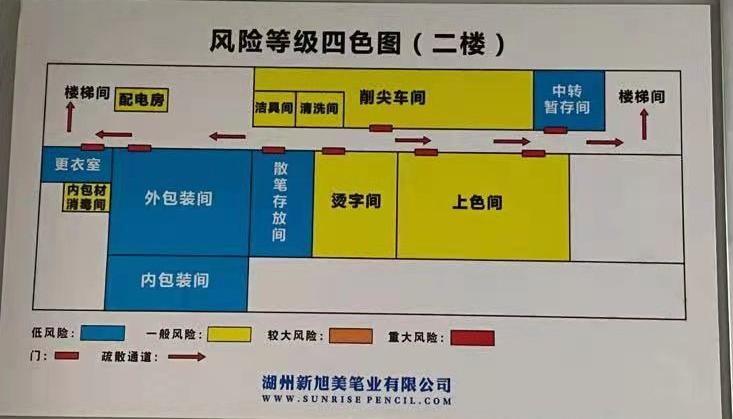 风险等级四色图（二楼）
楼梯间
配电房
洁具间
清洗间
削尖车间
中转
暂存间
楼梯间
更衣室
内包材
消毒间
外包装间
散笔存放间
烫字间
上色间
内包装间
低风险：
一般风险：
较大风险：
重大风险：
门：
疏散通道：
湖州新旭美笔业有限公司
WWW.SUNRISEPENCIL.COM